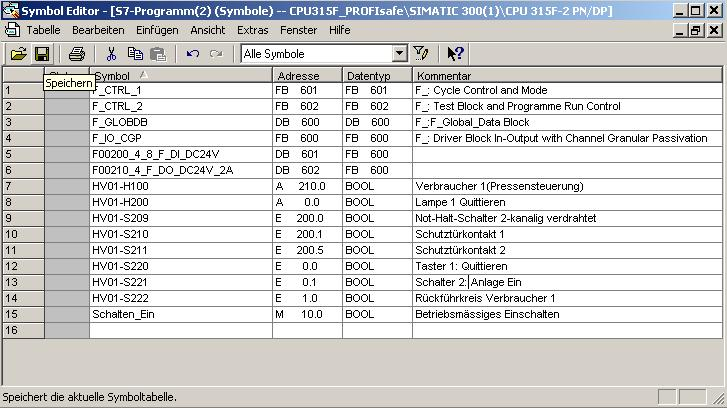 Symbol Editor - [S7-Programm(2) (Symbole) -- CPU315F_PROFIsafe\SIMATIC 300(1)\CPU 315F-2 PN/DP]
Tabelle Bearbeiten Einfügen Ansicht Extras Fenster Hilfe
Alle Symbole
Symbol Adresse Datentyp Kommentar
Speichern
1 F_CTRL_1 FB 601 FB 601 F_: Cycle Control and Mode
2 F_CTRL_2 FB 602 FB 602 F_: Test Block and Programme Run Control
3 F_GLOBDB DB 600 DB 600 F_:F_Global_Data Block
4 F_IO_CGP FB 600 FB 600 F_: Driver Block In-Output with Channel Granular Passivation
5 F00200_4_8_F_DI_DC24V DB 601 FB 600
6 F00210_4_F_DO_DC24V_2A DB 602 FB 600
7 HV01-H100 A 210.0 BOOL Verbraucher 1(Pressensteuerung)
8 HV01-H200 A 0.0 BOOL Lampe 1 Quittieren
9 HV01-S209 E 200.0 BOOL Not-Halt-Schalter 2-kanalig verdrahtet
10 HV01-S210 E 200.1 BOOL Schutztürkontakt 1
11 HV01-S211 E 200.5 BOOL Schutztürkontakt 2
12 HV01-S220 E 0.0 BOOL Taster 1: Quittieren
13 HV01-S221 E 0.1 BOOL Schalter 2: Anlage Ein
14 HV01-S222 E 1.0 BOOL Rückführkreis Verbraucher 1
15 Schalten_Ein M 10.0 BOOL Betriebsmässiges Einschalten
16
Speichert die aktuelle Symboltabelle.